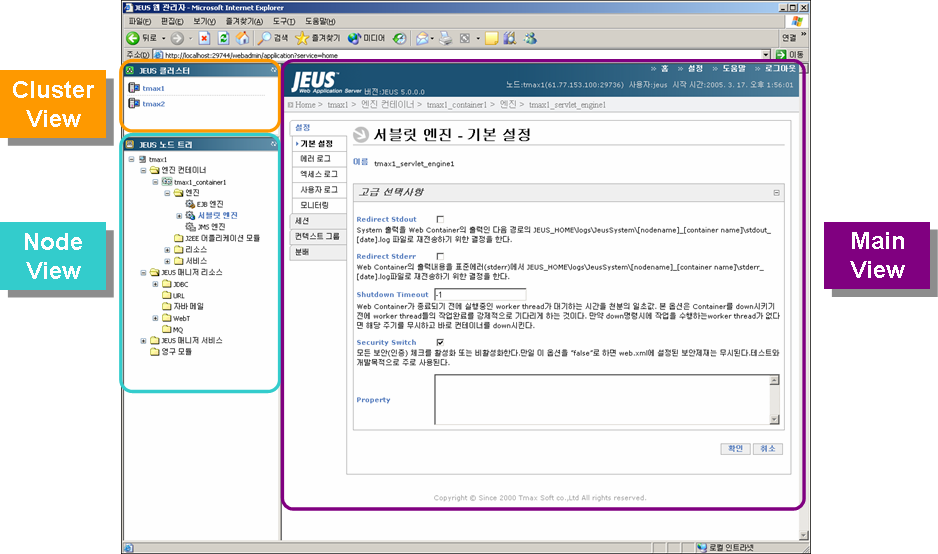 JEUS 웹 관리자 - Microsoft Internet Explorer
파일(F) 편집(E) 보기(V) 즐겨찾기(A) 도구(T) 도움말(H)
뒤로 검색 즐겨찾기 미디어 연결 »
주소(D) http://localhost:29744/webadmin/application?service=home 이동
Cluster View
JEUS 클러스터
tmax1
tmax2
Node View
JEUS 노드 트리
tmax1
엔진 컨테이너
tmax1_container1
엔진
EJB 엔진
서블릿 엔진
JMS 엔진
J2EE 어플리케이션 모듈
리소스
서비스
JEUS 매니저 리소스
JDBC
URL
자바 메일
WebT
MQ
JEUS 매니저 서비스
영구 모듈
Main View
» 홈 » 설정 » 도움말 » 로그아웃
JEUS™
Web Application Server 버전:JEUS 5.0.0.0
노드:tmax1(61.77.153.100:29736) 사용자:jeus 시작 시간:2005. 3. 17. 오후 1:56:01
Home > tmax1 > 엔진 컨테이너 > tmax1_container1 > 엔진 > tmax1_servlet_engine1
설정
기본 설정
에러 로그
엑세스 로그
사용자 로그
모니터링
세션
컨텍스트 그룹
분배
서블릿 엔진 - 기본 설정
이름 tmax1_servlet_engine1
고급 선택사항
Redirect Stdout
System 출력을 Web Container의 출력인 다음 경로의 JEUS_HOME\logs\JeusSystem\[nodename]_[container name]\stdout_
[date].log 파일로 재전송하기 위한 결정을 한다.
Redirect Stderr
Web Container의 출력내용을 표준에러(stderr)에서 JEUS_HOME\logs\JeusSystem\[nodename]_[container name]\stderr_
[date].log파일로 재전송하기 위한 결정을 한다.
Shutdown Timeout -1
Web Container가 종료되기 전에 실행중인 worker thread가 대기하는 시간을 천분의 일초값. 본 옵션은 Container를 down시키기
전에 worker thread들의 작업완료를 강제적으로 기다리게 하는 것이다. 만약 down명령시에 작업을 수행하는worker thread가 없다
면 해당 주기를 무시하고 바로 컨테이너를 down시킨다.
Security Switch
모든 보안(인증) 체크를 활성화 또는 비활성화한다.만일 이 옵션을 "false"로 하면 web.xml에 설정된 보안제재는 무시된다.테스트와
개발목적으로 주로 사용된다.
Property
확인 취소
Copyright © Since 2000 Tmax Soft co.,Ltd All rights reserved.
로컬 인트라넷